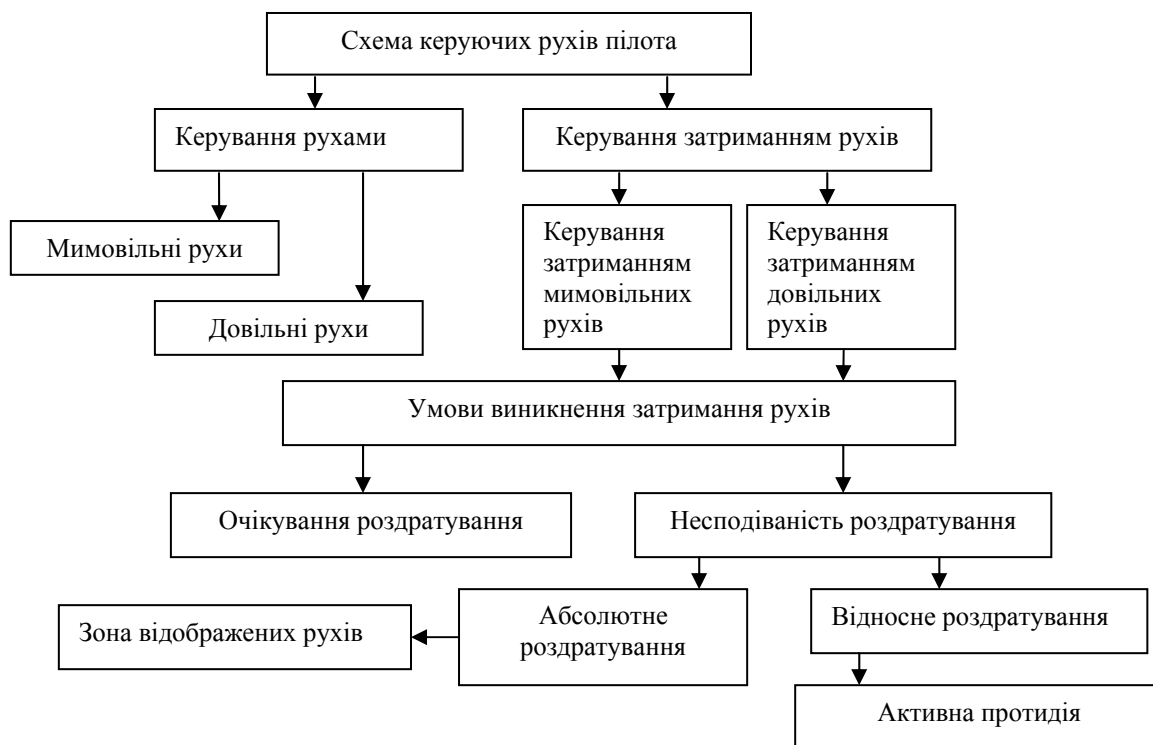 Схема керуючих рухів пілота
Керування рухами
Керування затриманням рухів
Мимовільні рухи
Довільні рухи
Керування
затриманням
мимовільних
рухів
Керування
затриманням
довільних
рухів
Умови виникнення затримання рухів
Очікування роздратування
Несподіваність роздратування
Зона відображених рухів
Абсолютне
роздратування
Відносне роздратування
Активна протидія